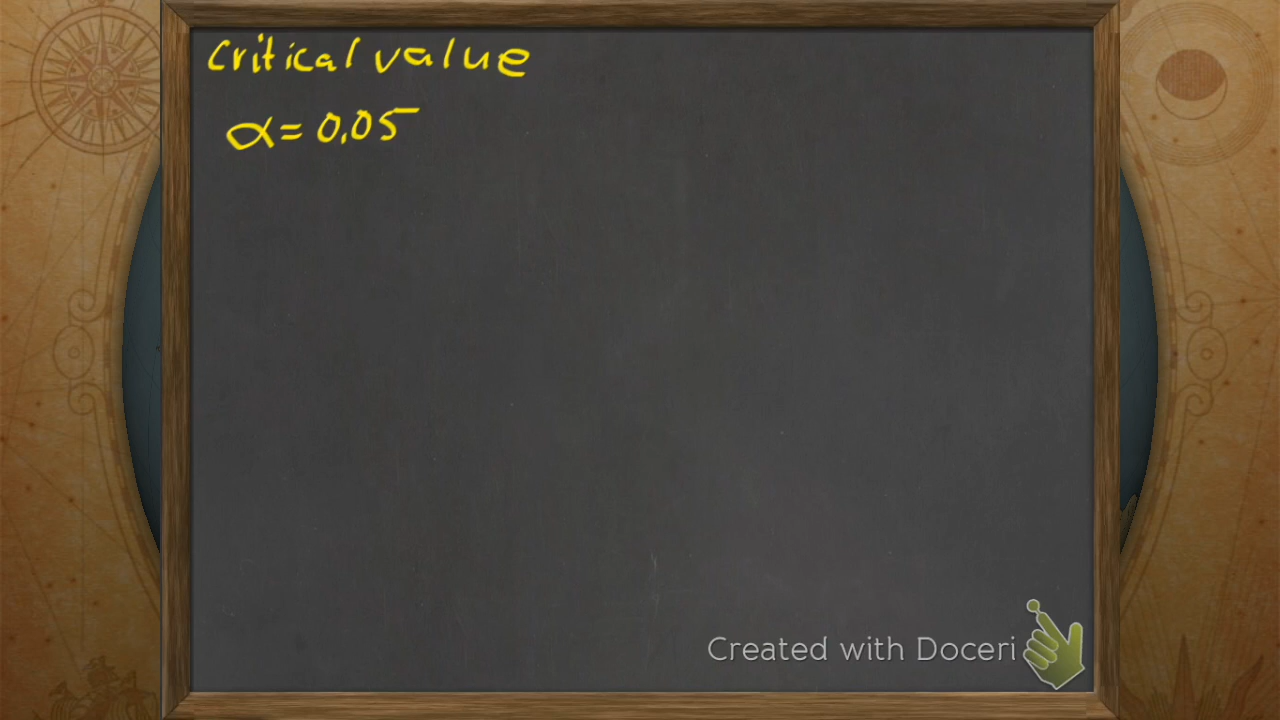 Critical value
α = 0.05
Created with Doceri